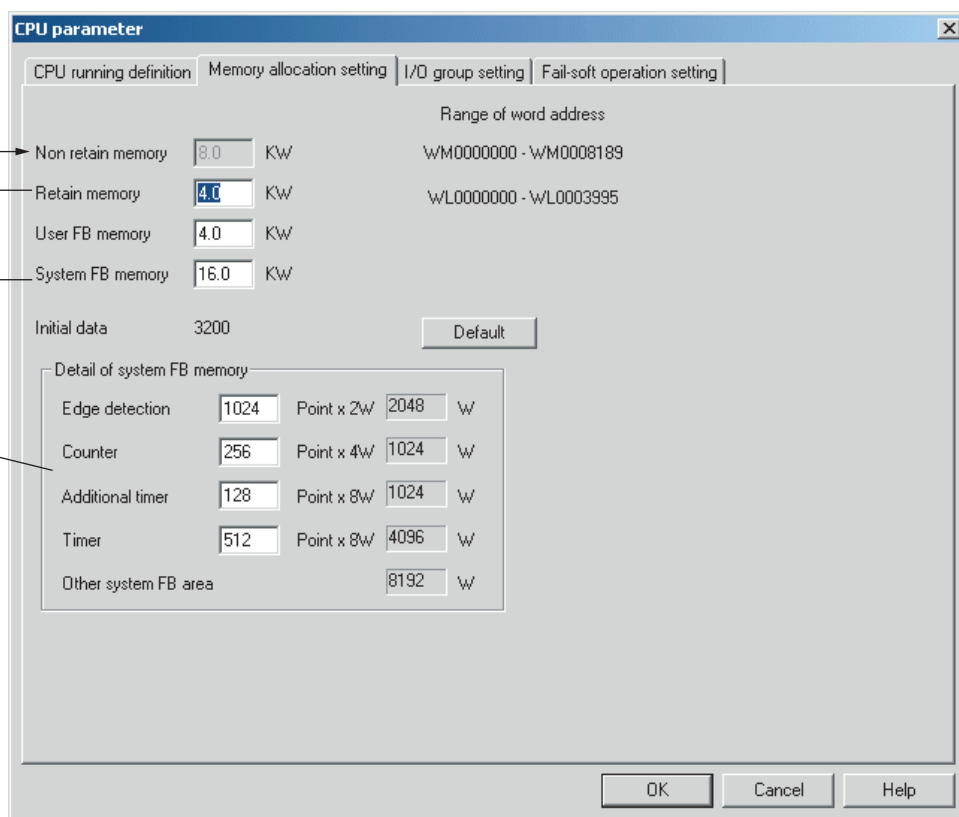 CPU parameter
CPU running definition Memory allocation setting I/O group setting Fail-soft operation setting
Range of word address
Non retain memory 8.0 KW WM0000000 - WM0008189
Retain memory 4.0 KW WL0000000 - WL0003995
User FB memory 4.0 KW
System FB memory 16.0 KW
Initial data 3200 Default
Detail of system FB memory
Edge detection 1024 Point x 2W 2048 W
Counter 256 Point x 4W 1024 W
Additional timer 128 Point x 8W 1024 W
Timer 512 Point x 8W 4096 W
Other system FB area 8192 W
OK Cancel Help